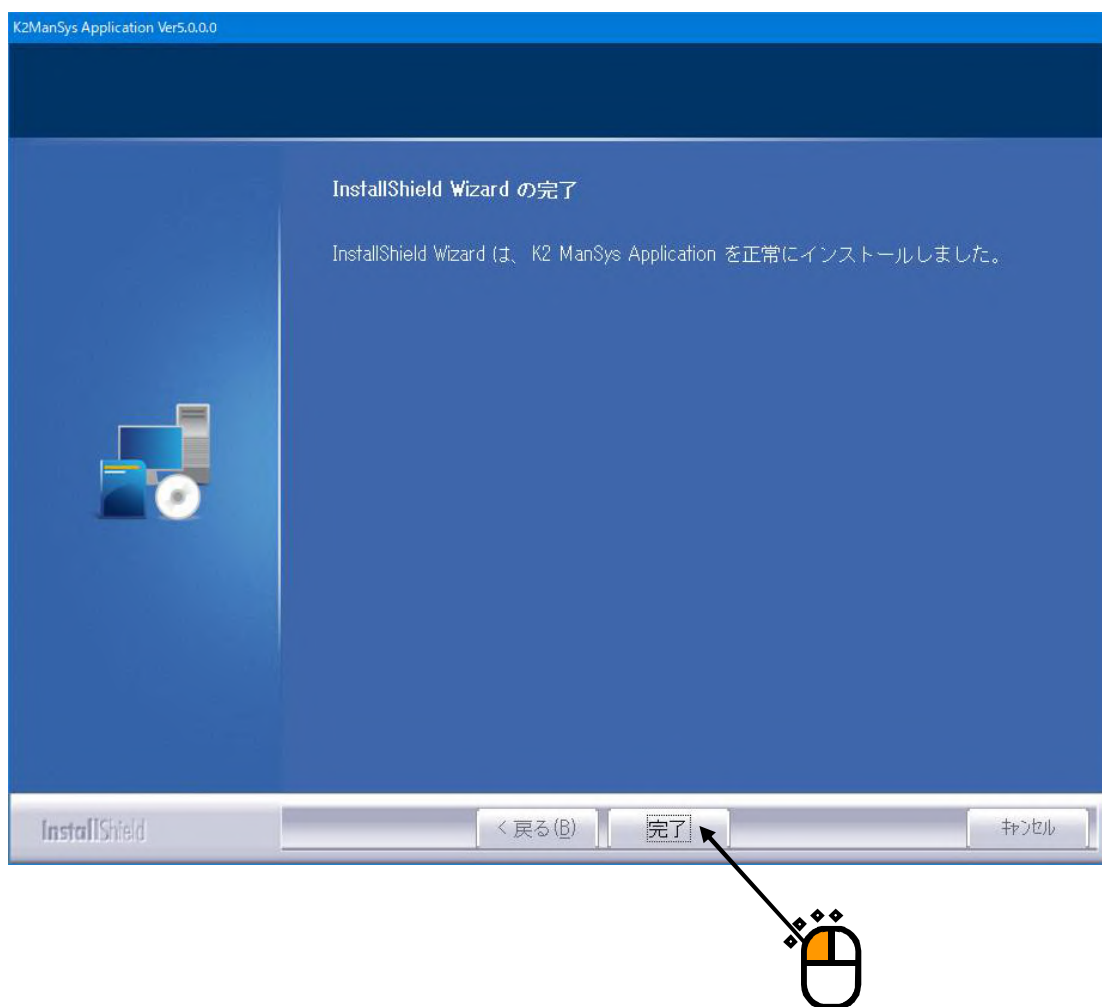 K2ManSys Application Ver5.0.0.0
InstallShield Wizard の完了
InstallShield Wizard は、 K2 ManSys Application を正常にインストールしました。
InstallShield
< 戻る(B)
完了
キャンセル